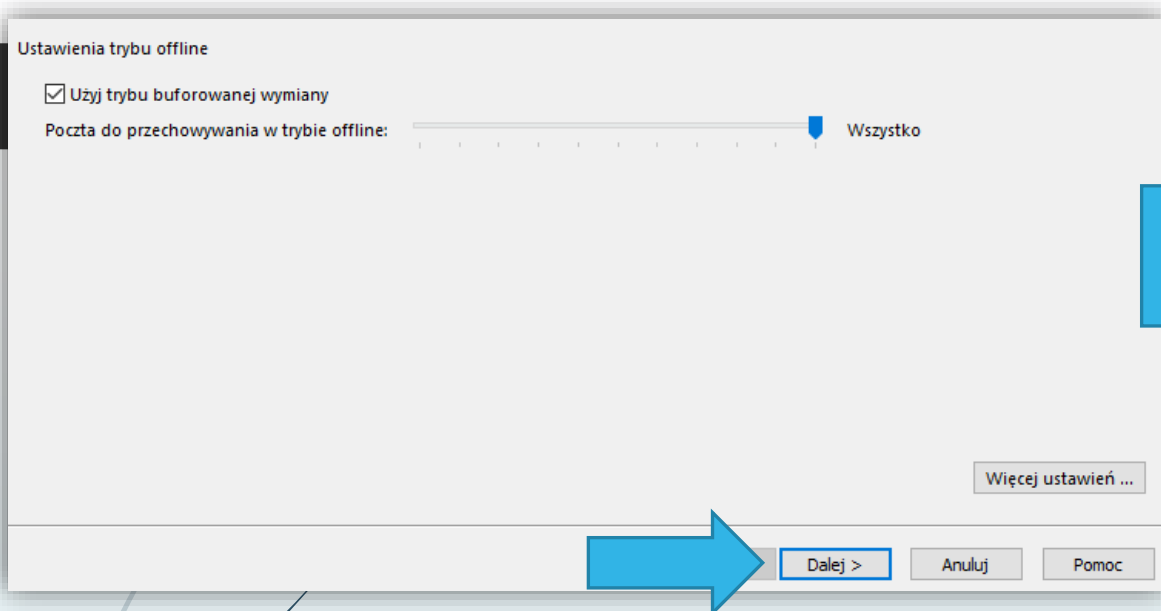 Ustawienia trybu offline
Użyj trybu buforowanej wymiany
Poczta do przechowywania w trybie offline: Wszystko
Więcej ustawień ...
Dalej > Anuluj Pomoc